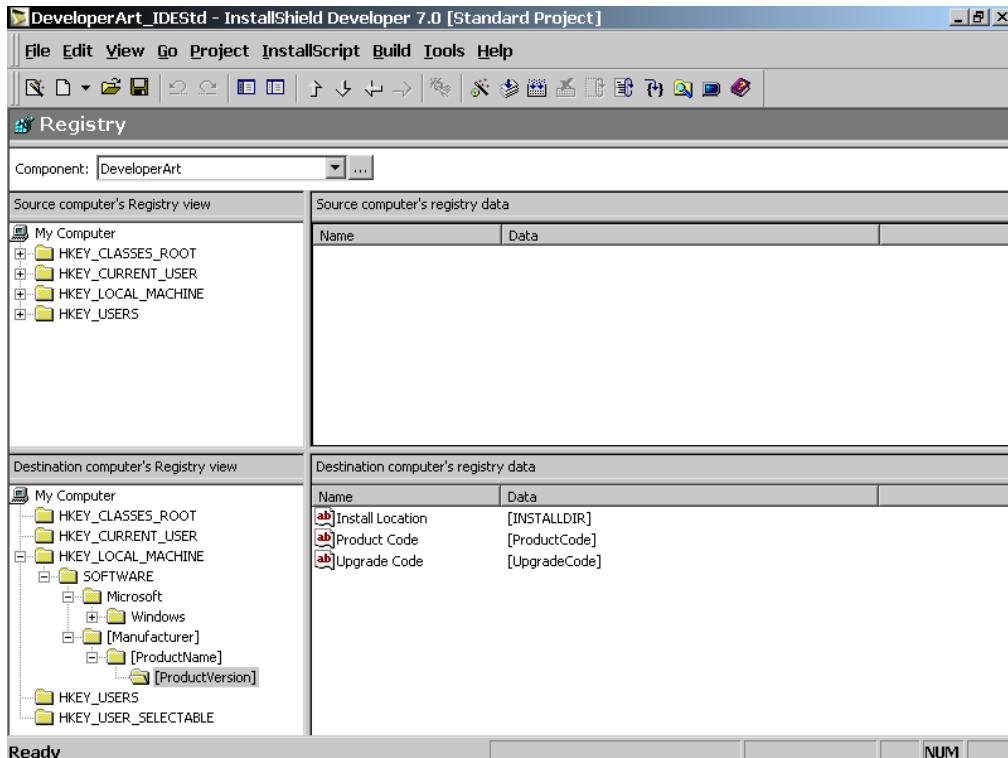 DeveloperArt_IDEStd - InstallShield Developer 7.0 [Standard Project]
File Edit View Go Project InstallScript Build Tools Help
Registry
Component: DeveloperArt ...
Source computer's Registry view
My Computer
HKEY_CLASSES_ROOT
HKEY_CURRENT_USER
HKEY_LOCAL_MACHINE
HKEY_USERS
Source computer's registry data
Name Data
Destination computer's Registry view
My Computer
HKEY_CLASSES_ROOT
HKEY_CURRENT_USER
HKEY_LOCAL_MACHINE
SOFTWARE
Microsoft
Windows
[Manufacturer]
[ProductName]
[ProductVersion]
HKEY_USERS
HKEY_USER_SELECTABLE
Destination computer's registry data
Name Data
ab Install Location [INSTALLDIR]
ab Product Code [ProductCode]
ab Upgrade Code [UpgradeCode]
Ready NUM